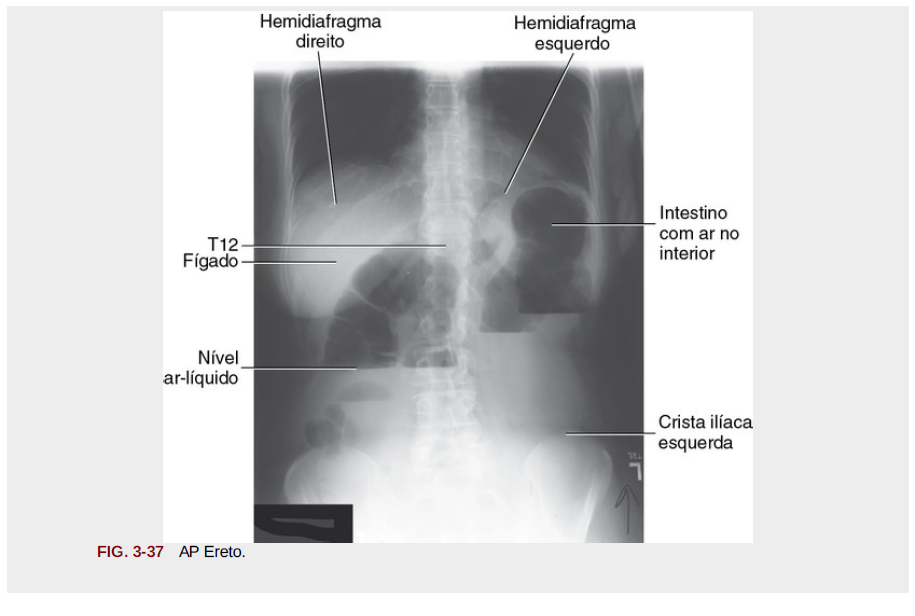 Hemidiafragma
direito
Hemidiafragma
esquerdo
Intestino
com ar no
interior
T12
Fígado
Nível
ar-líquido
Crista ilíaca
esquerda
L
FIG. 3-37 AP Ereto.